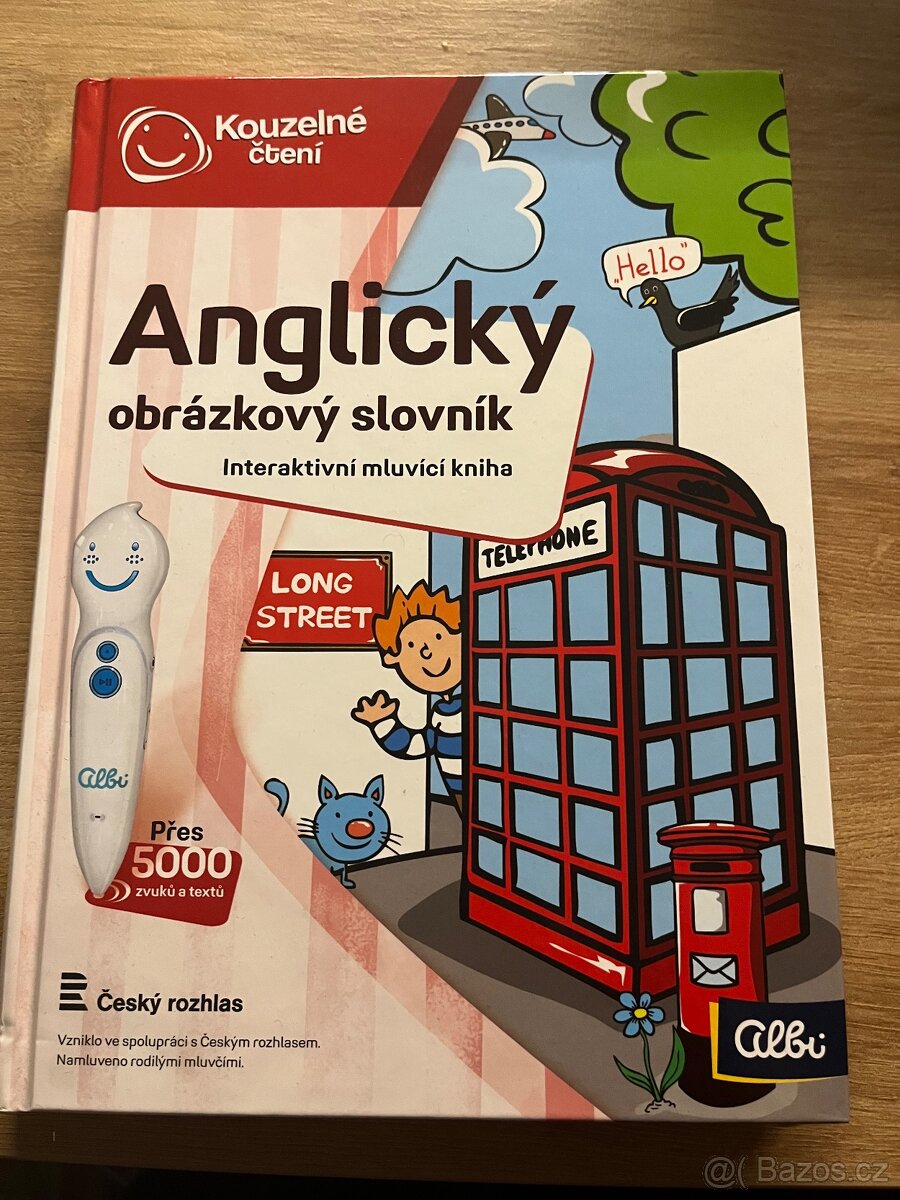 Kouzelné
čtení
„Hello"
Anglický
obrázkový slovník
Interaktivní mluvící kniha
TELEPHONE
LONG
STREET
albi
Přes
5000
zvuků a textů
Český rozhlas
Vzniklo ve spolupráci s Českým rozhlasem.
Namluveno rodilými mluvčími.
albi
@( Bazos.cz